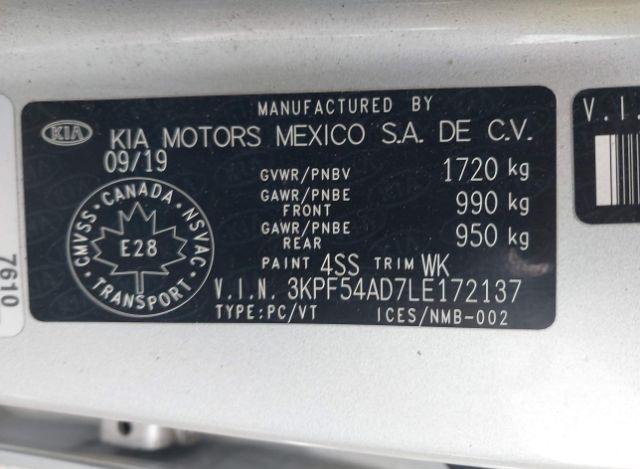 MANUFACTURED BY
KIA KIA MOTORS MEXICO S.A. DE C.V.
09/19
GVWR/PNBV 1720 kg
GAWR/PNBE FRONT 990 kg
GAWR/PNBE REAR 950 kg
PAINT 4SS TRIM WK
V.I.N. 3KPF54AD7LE172137
TYPE:PC/VT ICES/NMB-002
CMVSS · CANADA · NSVAC
E28
TRANSPORT
7610
V.I.